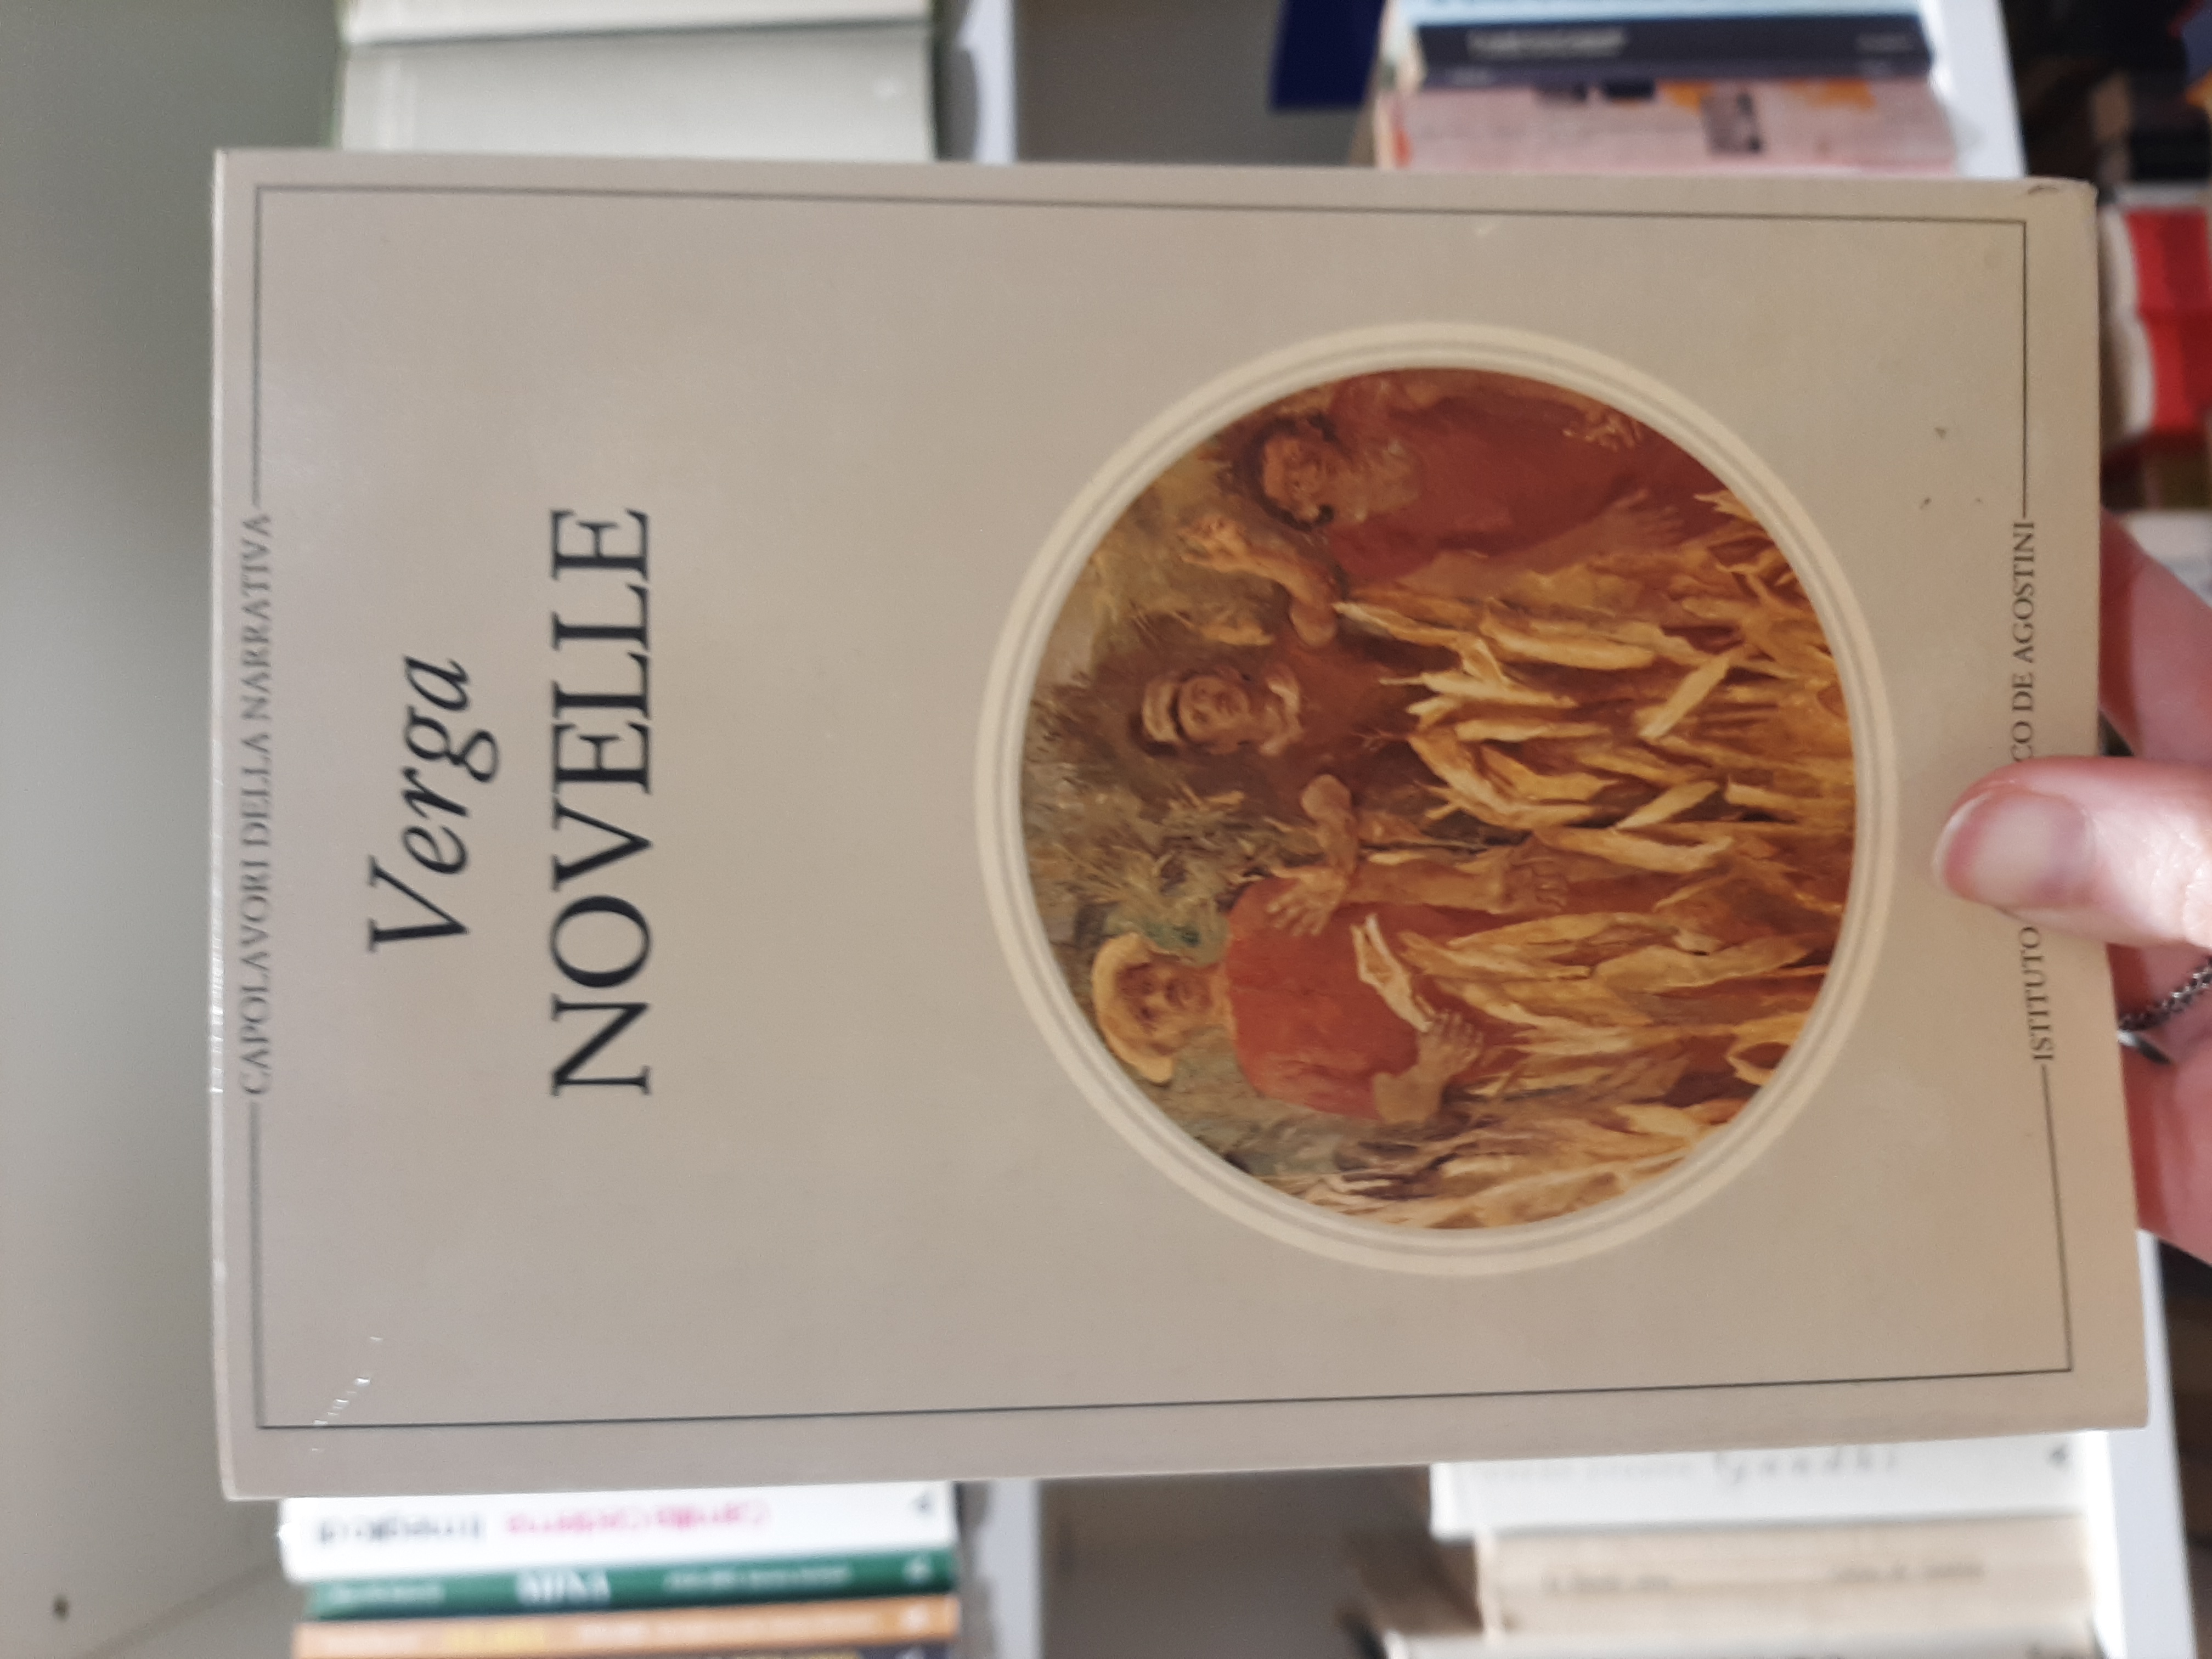 CAPOLAVORI DELLA NARRATIVA
Verga
NOVELLE
ISTITUTO CO DE AGOSTINI